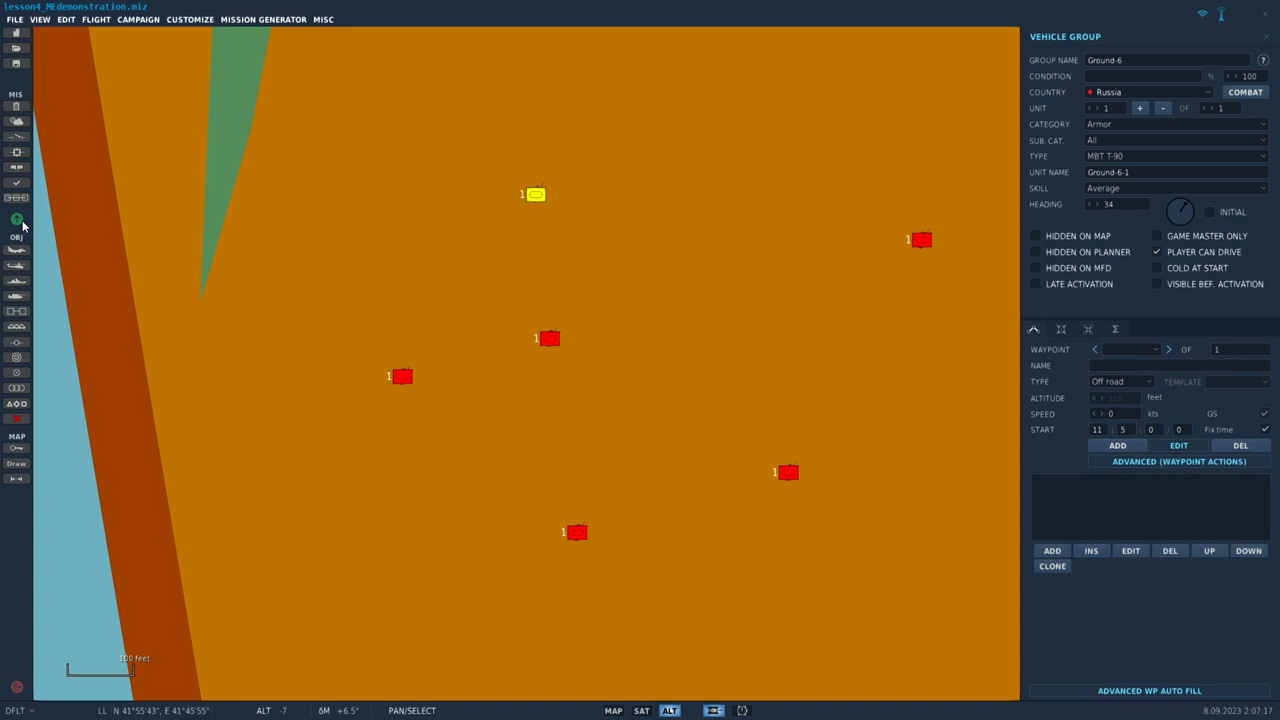 lesson4_MEdemonstration.miz
FILE VIEW EDIT FLIGHT CAMPAIGN CUSTOMIZE MISSION GENERATOR MISC
MIS
OBJ
MAP
Draw
1
1
1
1
1
1
100 feet
VEHICLE GROUP
GROUP NAME Ground-6 ?
CONDITION % < > 100
COUNTRY Russia COMBAT
UNIT < > 1 + - OF < > 1
CATEGORY Armor
SUB. CAT. All
TYPE MBT T-90
UNIT NAME Ground-6-1
SKILL Average
HEADING < > 34 INITIAL
HIDDEN ON MAP GAME MASTER ONLY
HIDDEN ON PLANNER PLAYER CAN DRIVE
HIDDEN ON MFD COLD AT START
LATE ACTIVATION VISIBLE BEF. ACTIVATION
WAYPOINT < > OF 1
NAME
TYPE Off road TEMPLATE
ALTITUDE < > 115 feet
SPEED < > 0 kts GS
START 11 : 5 : 0 / 0 Fix time
ADD EDIT DEL
ADVANCED (WAYPOINT ACTIONS)
ADD INS EDIT DEL UP DOWN
CLONE
ADVANCED WP AUTO FILL
DFLT LL N 41°55'43", E 41°45'55" ALT -7 δM +6.5° PAN/SELECT MAP SAT ALT 8.09.2023 2:07:17